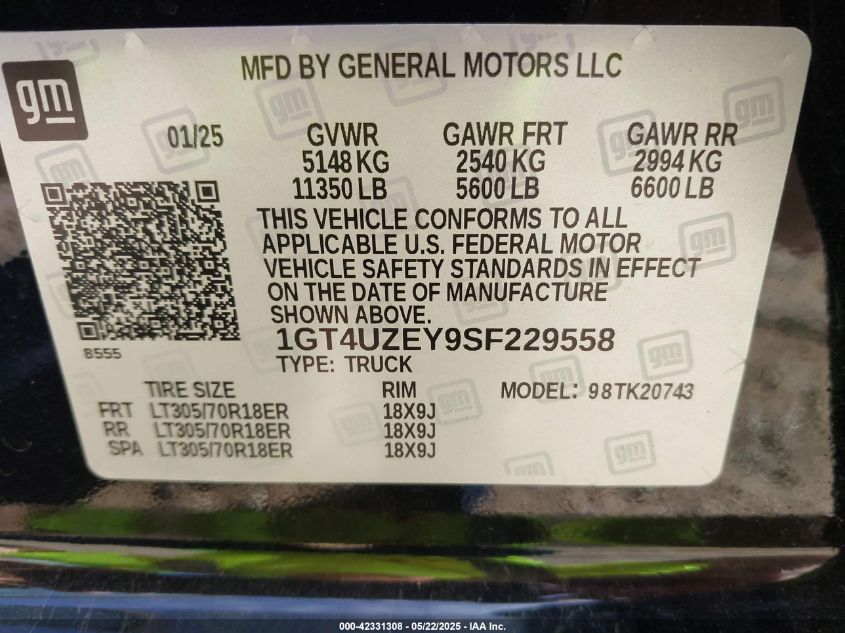 gm
MFD BY GENERAL MOTORS LLC
01/25 GVWR GAWR FRT GAWR RR
5148 KG 2540 KG 2994 KG
11350 LB 5600 LB 6600 LB
THIS VEHICLE CONFORMS TO ALL
APPLICABLE U.S. FEDERAL MOTOR
VEHICLE SAFETY STANDARDS IN EFFECT
ON THE DATE OF MANUFACTURE
SHOWN ABOVE.
1GT4UZEY9SF229558
8555 TYPE: TRUCK
TIRE SIZE RIM MODEL: 98TK20743
FRT LT305/70R18ER 18X9J
RR LT305/70R18ER 18X9J
SPA LT305/70R18ER 18X9J
000-42331308 - 05/22/2025 - IAA Inc.